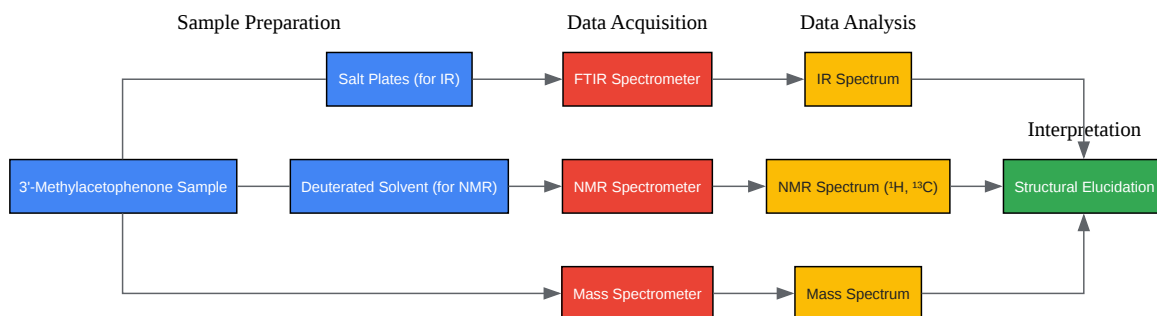 Sample Preparation
Data Acquisition
Data Analysis
Salt Plates (for IR)
FTIR Spectrometer
IR Spectrum
Interpretation
3'-Methylacetophenone Sample
Deuterated Solvent (for NMR)
NMR Spectrometer
NMR Spectrum (¹H, ¹³C)
Structural Elucidation
Mass Spectrometer
Mass Spectrum